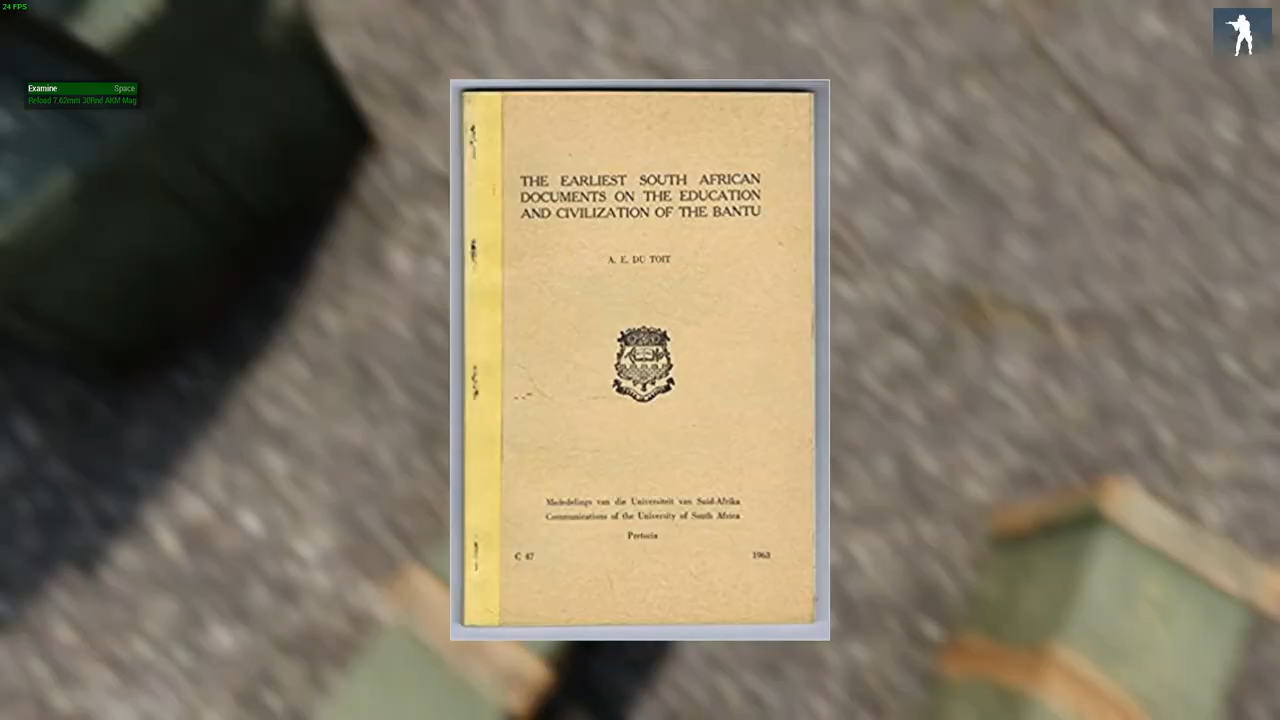 24 FPS
Examine Space
Reload 7.62mm 30Rnd AKM Mag
THE EARLIEST SOUTH AFRICAN
DOCUMENTS ON THE EDUCATION
AND CIVILIZATION OF THE BANTU
A. E. DU TOIT
Mededelings van die Universiteit van Suid-Afrika
Communications of the University of South Africa
Pretoria
C 47 1963